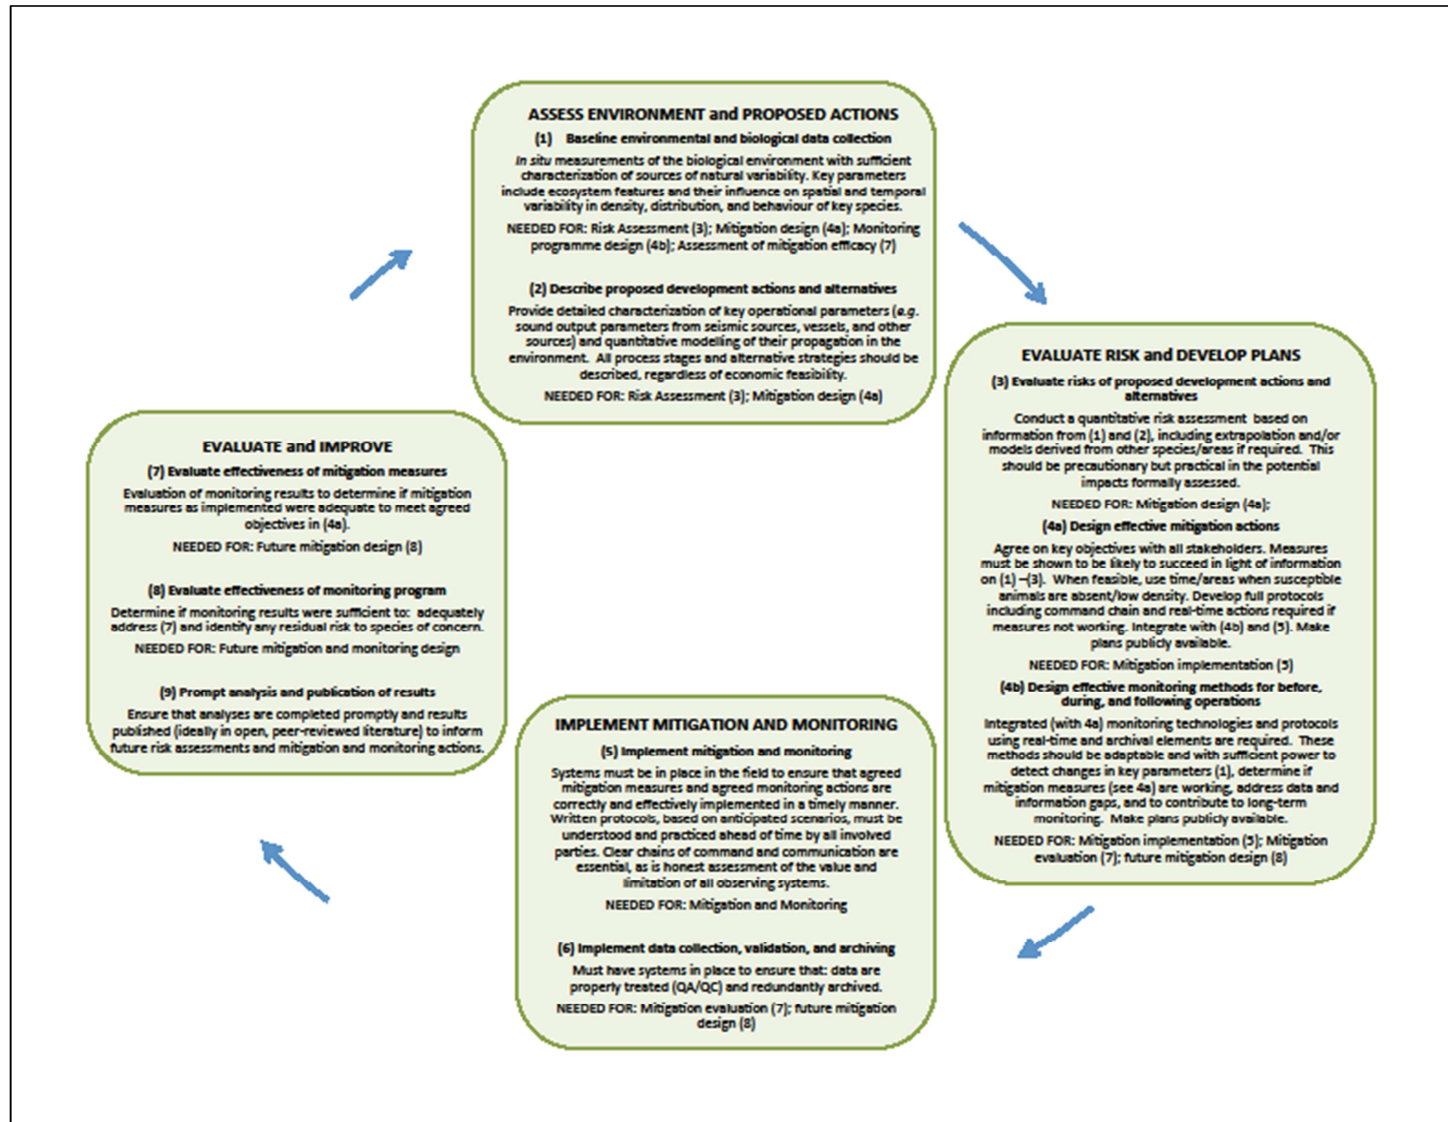 ASSESS ENVIRONMENT and PROPOSED ACTIONS
(1) Baseline environmental and biological data collection
In situ measurements of the biological environment with sufficient
characterization of sources of natural variability. Key parameters
include ecosystem features and their influence on spatial and temporal
variability in density, distribution, and behaviour of key species.
NEEDED FOR: Risk Assessment (3); Mitigation design (4a); Monitoring
programme design (4b); Assessment of mitigation efficacy (7)
(2) Describe proposed development actions and alternatives
Provide detailed characterization of key operational parameters (e.g.
sound output parameters from seismic sources, vessels, and other
sources) and quantitative modelling of their propagation in the
environment. All process stages and alternative strategies should be
described, regardless of economic feasibility.
NEEDED FOR: Risk Assessment (3); Mitigation design (4a)
EVALUATE RISK and DEVELOP PLANS
(3) Evaluate risks of proposed development actions and
alternatives
Conduct a quantitative risk assessment based on
information from (1) and (2), including extrapolation and/or
models derived from other species/areas if required. This
should be precautionary but practical in the potential
impacts formally assessed.
NEEDED FOR: Mitigation design (4a);
(4a) Design effective mitigation actions
Agree on key objectives with all stakeholders. Measures
must be shown to be likely to succeed in light of information
on (1) –(3). When feasible, use time/areas when susceptible
animals are absent/low density. Develop full protocols
including command chain and real-time actions required if
measures not working. Integrate with (4b) and (5). Make
plans publicly available.
NEEDED FOR: Mitigation implementation (5)
(4b) Design effective monitoring methods for before,
during, and following operations
Integrated (with 4a) monitoring technologies and protocols
using real-time and archival elements are required. These
methods should be adaptable and with sufficient power to
detect changes in key parameters (1), determine if
mitigation measures (see 4a) are working, address data and
information gaps, and to contribute to long-term
monitoring. Make plans publicly available.
NEEDED FOR: Mitigation implementation (5); Mitigation
evaluation (7); future mitigation design (8)
IMPLEMENT MITIGATION AND MONITORING
(5) Implement mitigation and monitoring
Systems must be in place in the field to ensure that agreed
mitigation measures and agreed monitoring actions are
correctly and effectively implemented in a timely manner.
Written protocols, based on anticipated scenarios, must be
understood and practiced ahead of time by all involved
parties. Clear chains of command and communication are
essential, as is honest assessment of the value and
limitation of all observing systems.
NEEDED FOR: Mitigation and Monitoring
(6) Implement data collection, validation, and archiving
Must have systems in place to ensure that: data are
properly treated (QA/QC) and redundantly archived.
NEEDED FOR: Mitigation evaluation (7); future mitigation
design (8)
EVALUATE and IMPROVE
(7) Evaluate effectiveness of mitigation measures
Evaluation of monitoring results to determine if mitigation
measures as implemented were adequate to meet agreed
objectives in (4a).
NEEDED FOR: Future mitigation design (8)
(8) Evaluate effectiveness of monitoring program
Determine if monitoring results were sufficient to: adequately
address (7) and identify any residual risk to species of concern.
NEEDED FOR: Future mitigation and monitoring design
(9) Prompt analysis and publication of results
Ensure that analyses are completed promptly and results
published (ideally in open, peer-reviewed literature) to inform
future risk assessments and mitigation and monitoring actions.